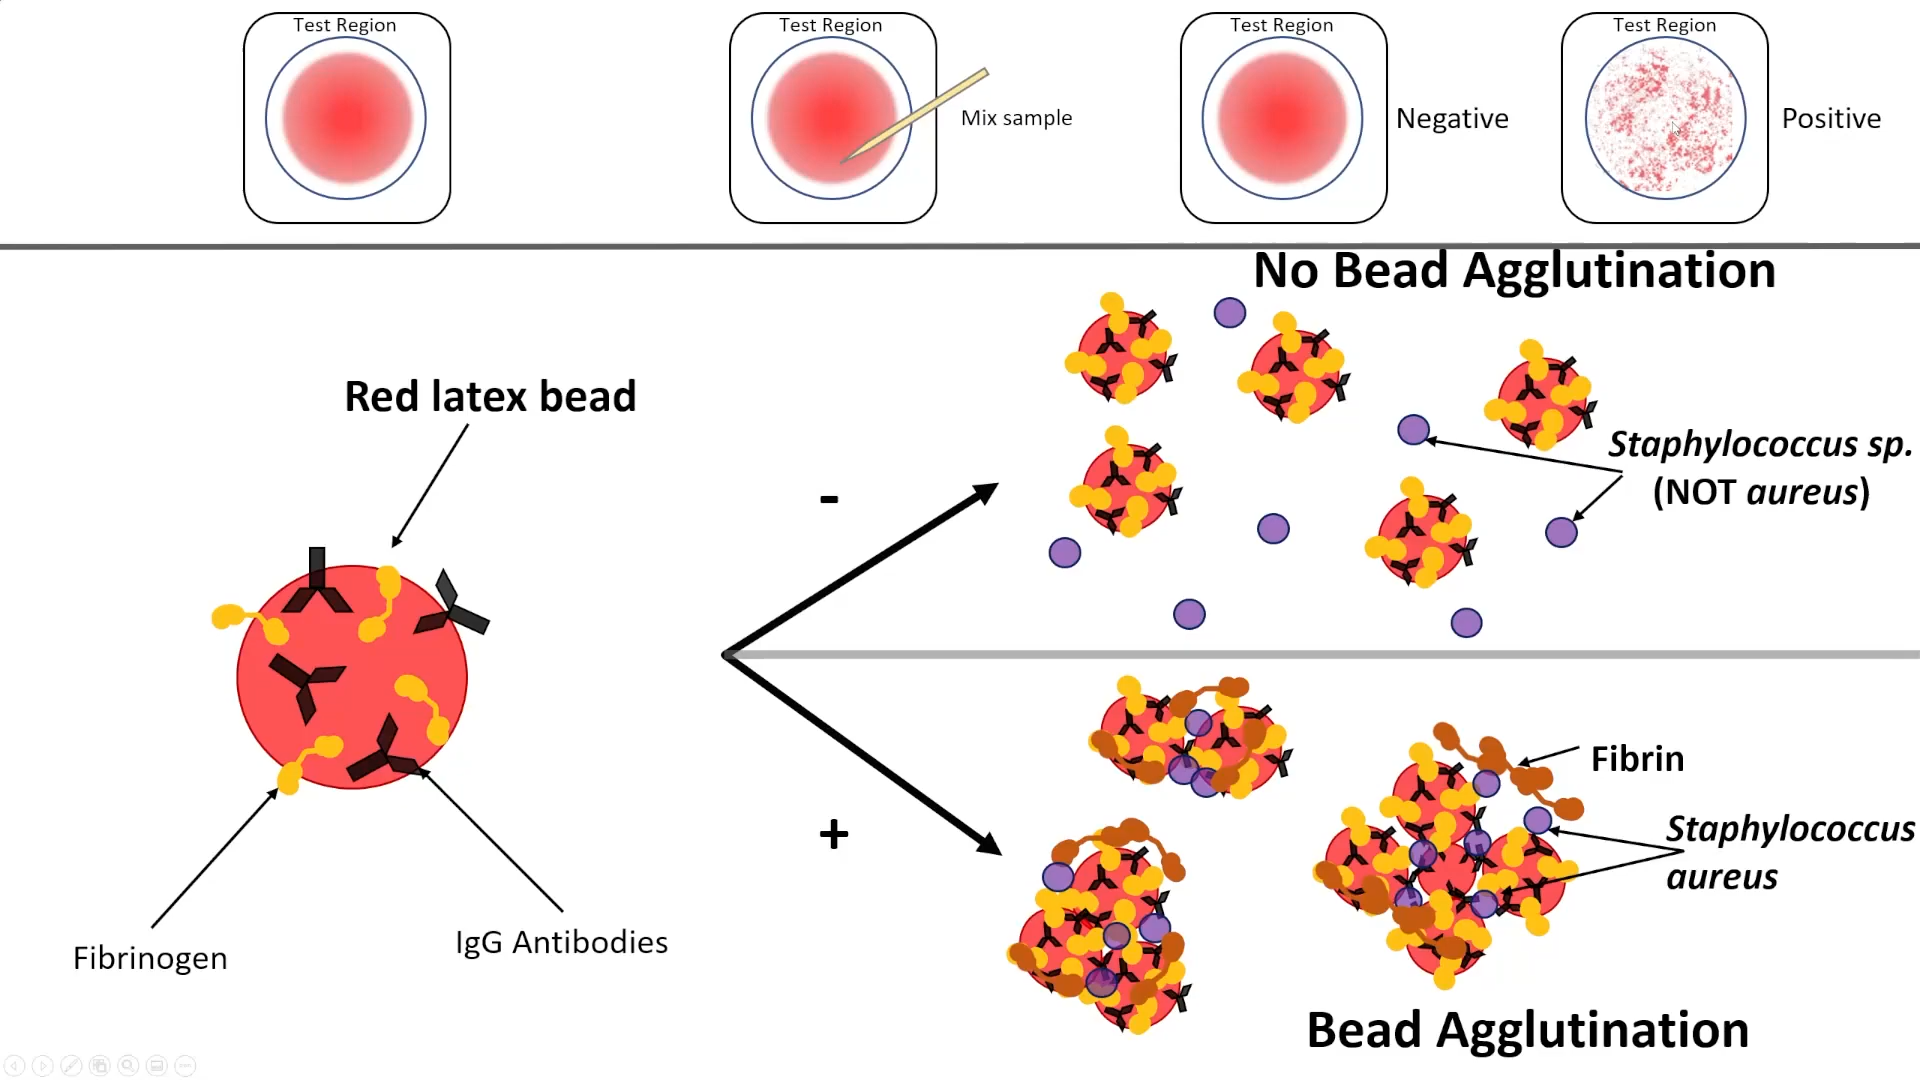 Test Region
Test Region
Test Region
Test Region
Mix sample
Negative
Positive
No Bead Agglutination
Red latex bead
Staphylococcus sp.
(NOT aureus)
-
+
Fibrin
Staphylococcus
aureus
Fibrinogen
IgG Antibodies
Bead Agglutination